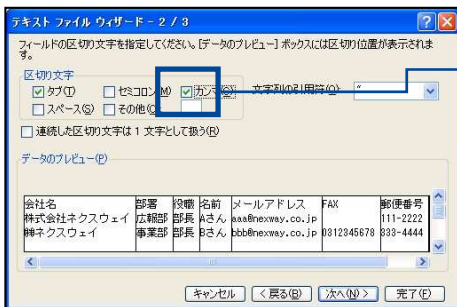 テキスト ファイル ウィザード - 2 / 3
フィールドの区切り文字を指定してください。[データのプレビュー] ボックスには区切り位置が表示されま
す。
区切り文字
タブ(T) セミコロン(M) カンマ(C) 文字列の引用符(Q): "
スペース(S) その他(O):
連続した区切り文字は 1 文字として扱う(R)
データのプレビュー(P)
会社名 部署 役職 名前 メールアドレス FAX 郵便番号
株式会社ネクスウェイ 広報部 部長 Aさん aaa@nexway.co.jp 111-2222
㈱ネクスウェイ 事業部 部長 Bさん bbb@nexway.co.jp 0312345678 333-4444
キャンセル < 戻る(B) 次へ(N) > 完了(F)